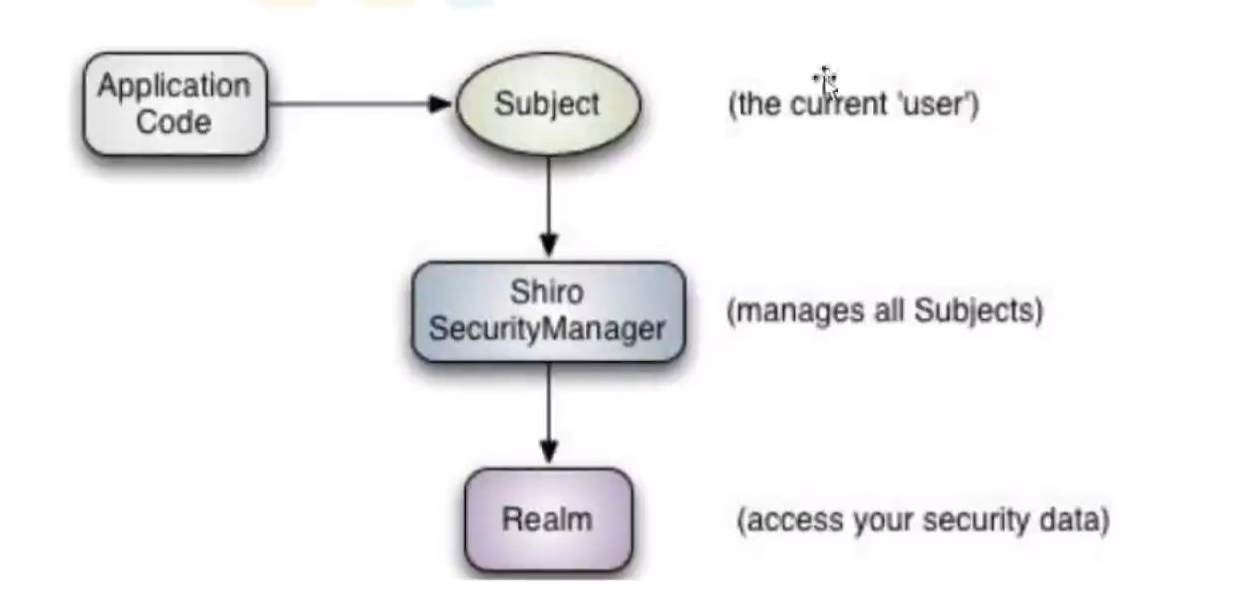 Application
Code
Subject
(the current 'user')
Shiro
SecurityManager
(manages all Subjects)
Realm
(access your security data)